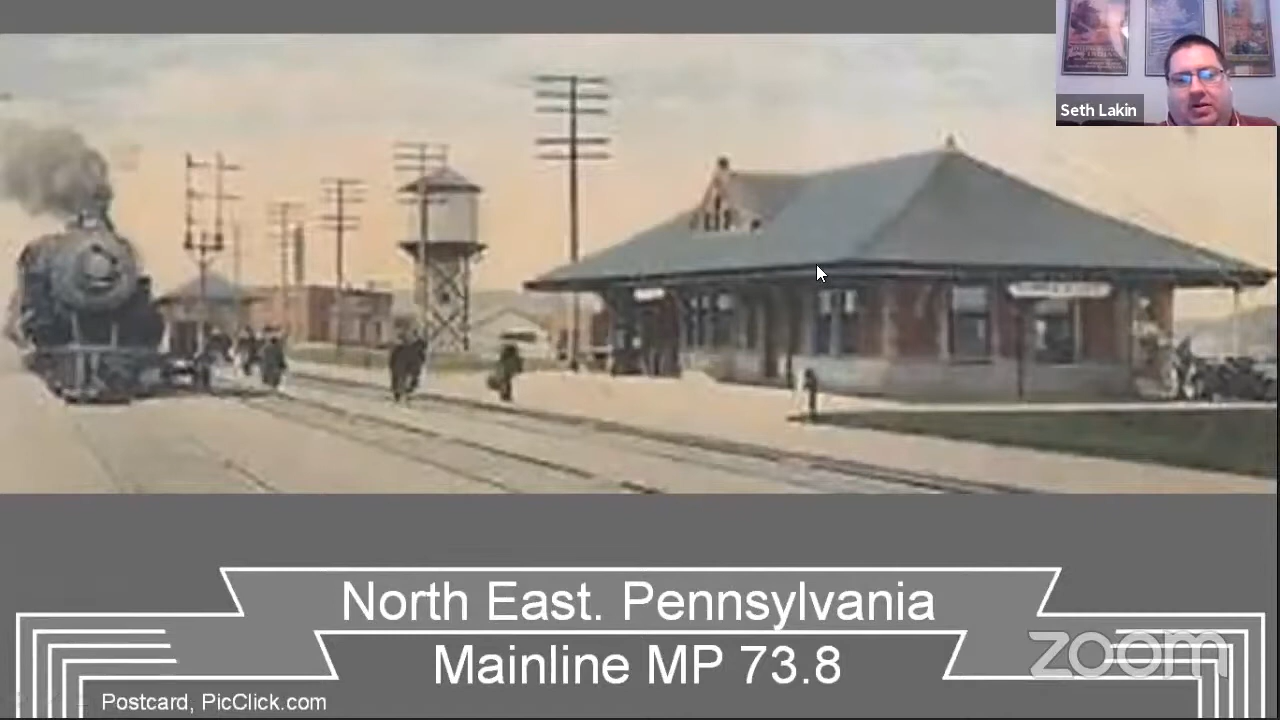 Seth Lakin
North East. Pennsylvania
Mainline MP 73.8
zoom
Postcard, PicClick.com